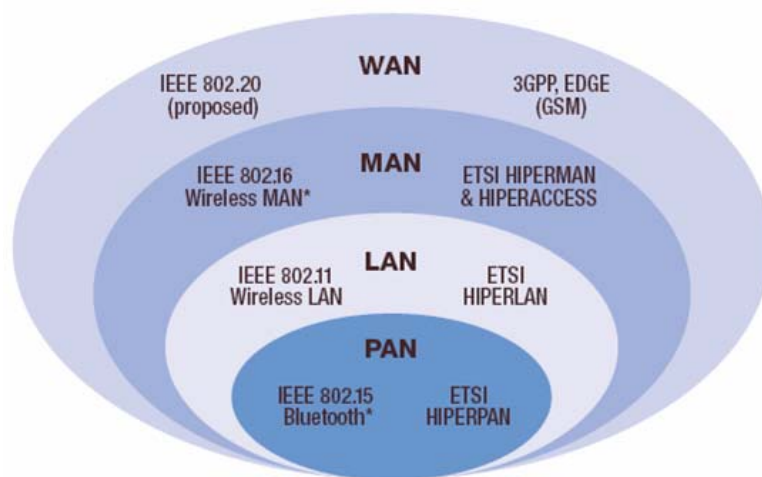 WAN
IEEE 802.20
(proposed)
3GPP, EDGE
(GSM)
MAN
IEEE 802.16
Wireless MAN*
ETSI HIPERMAN
& HIPERACCESS
LAN
IEEE 802.11
Wireless LAN
ETSI
HIPERLAN
PAN
IEEE 802.15
Bluetooth*
ETSI
HIPERPAN